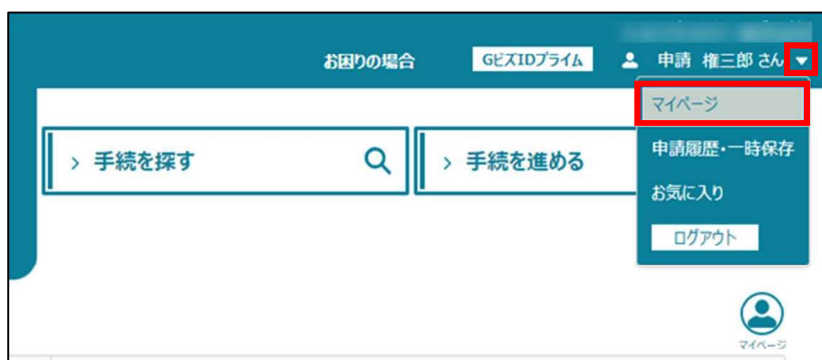 お困りの場合 GビズIDプライム 申請 権三郎 さん ▼
マイページ
申請履歴・一時保存
お気に入り
ログアウト
> 手続を探す
> 手続を進める
マイページ